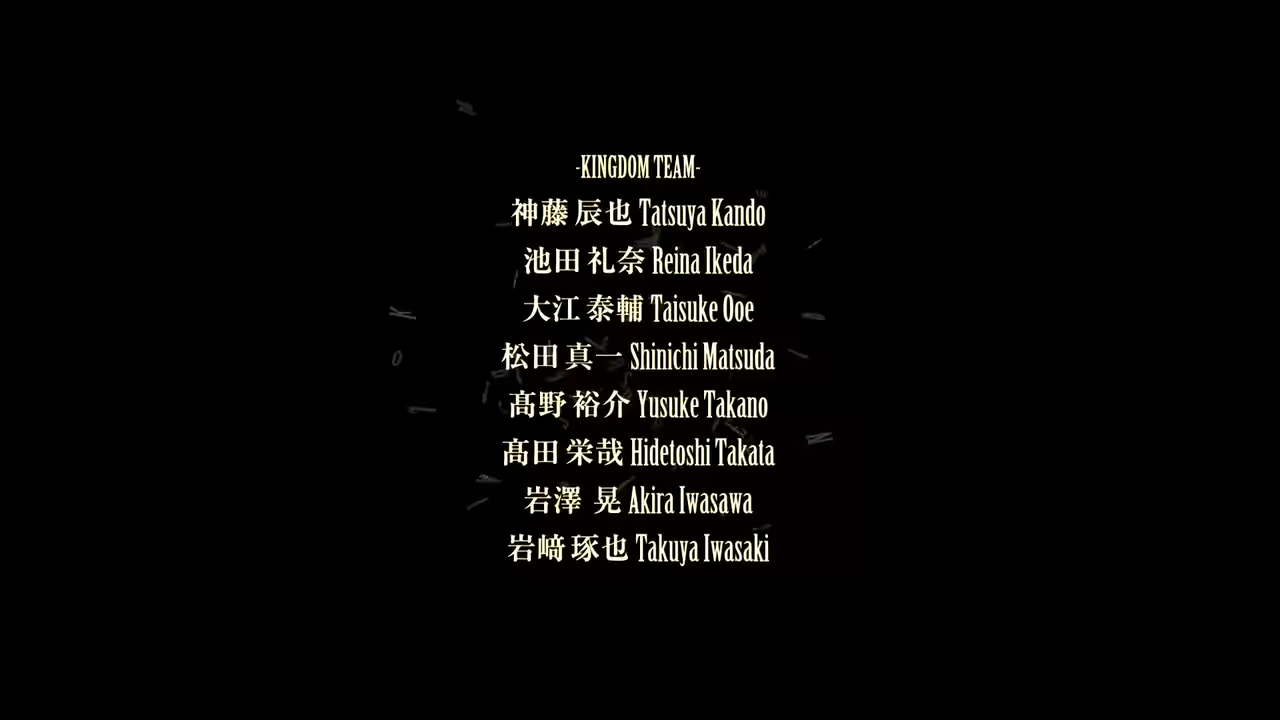 -KINGDOM TEAM-
神藤 辰也 Tatsuya Kando
池田 礼奈 Reina Ikeda
大江 泰輔 Taisuke Ooe
松田 真一 Shinichi Matsuda
髙野 裕介 Yusuke Takano
髙田 栄哉 Hidetoshi Takata
岩澤 晃 Akira Iwasawa
岩﨑 琢也 Takuya Iwasaki